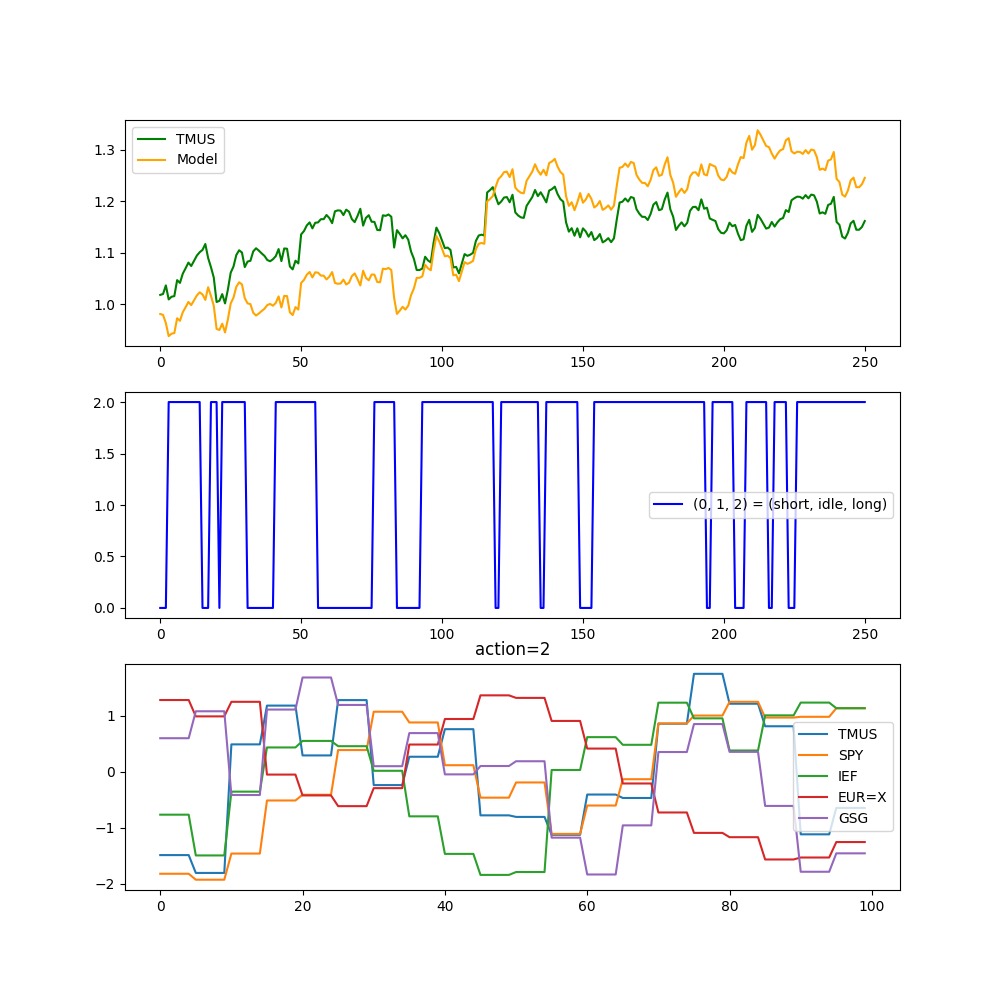 TMUS
Model
1.3
1.2
1.1
1.0
0 50 100 150 200 250
2.0
1.5
1.0
0.5
0.0
(0, 1, 2) = (short, idle, long)
0 50 100 150 200 250
action=2
1
0
−1
−2
TMUS
SPY
IEF
EUR=X
GSG
0 20 40 60 80 100